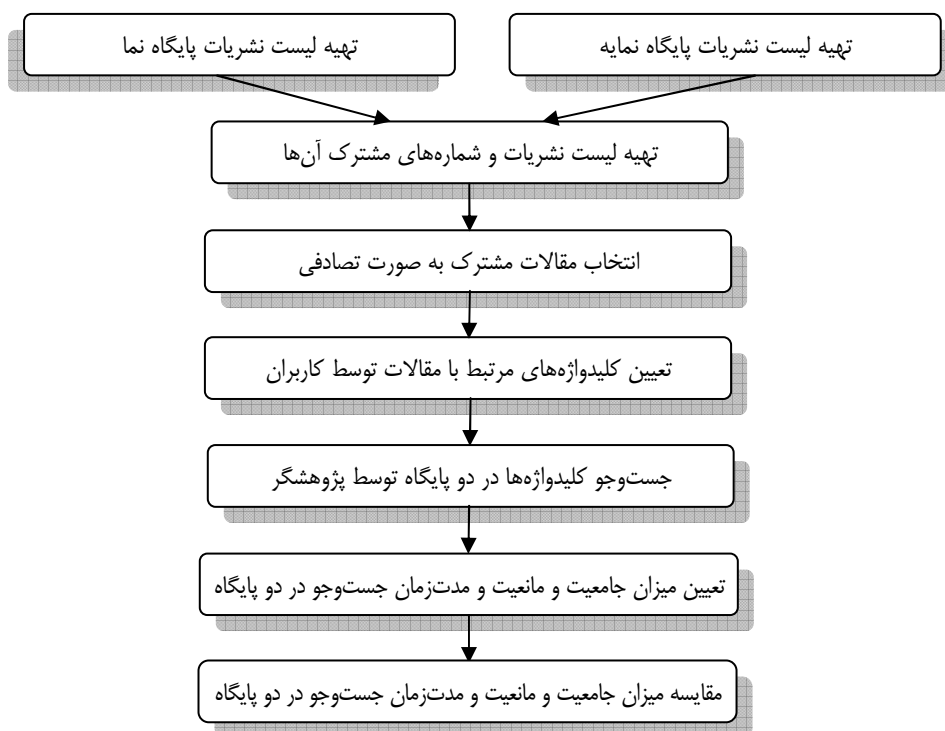 تهیه لیست نشریات پایگاه نمایه
تهیه لیست نشریات پایگاه نما
تهیه لیست نشریات و شماره‌های مشترک آن‌ها
انتخاب مقالات مشترک به صورت تصادفی
تعیین کلیدواژه‌های مرتبط با مقالات توسط کاربران
جست‌وجو کلیدواژه‌ها در دو پایگاه توسط پژوهشگر
تعیین میزان جامعیت و مانعیت و مدت‌زمان جست‌وجو در دو پایگاه
مقایسه میزان جامعیت و مانعیت و مدت‌زمان جست‌وجو در دو پایگاه